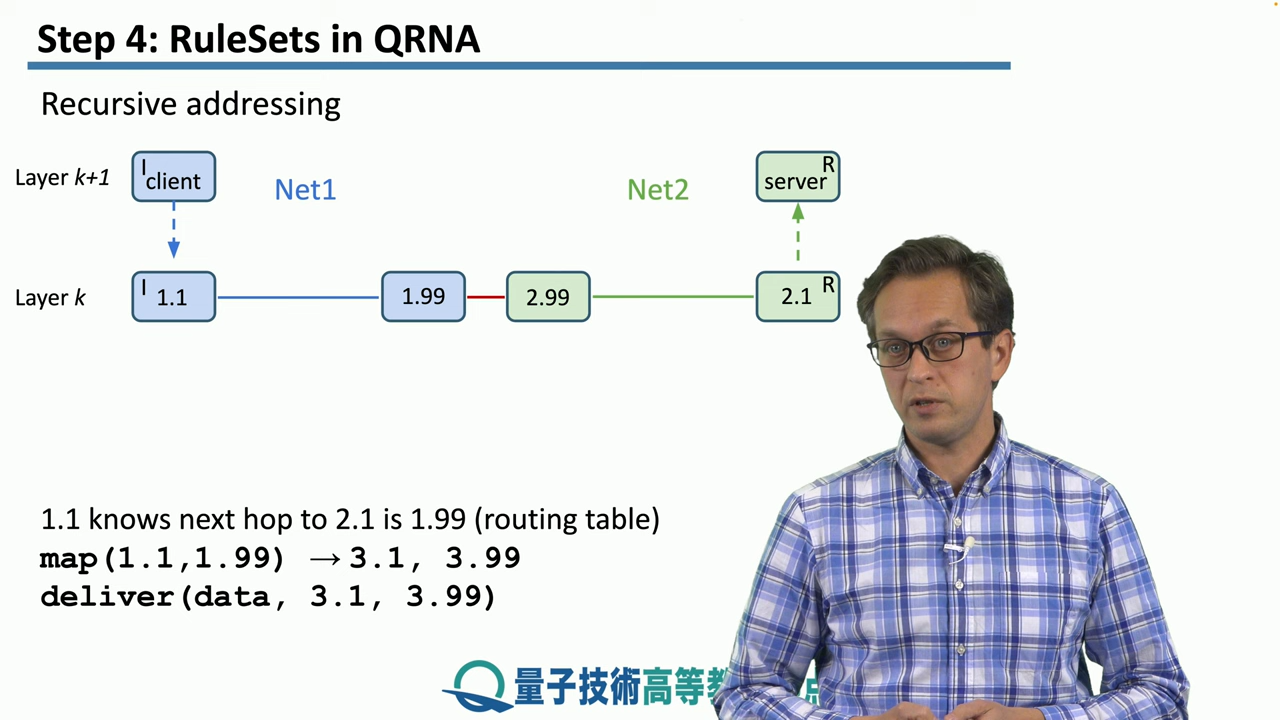 Step 4: RuleSets in QRNA
Recursive addressing
Layer k+1
I client
Net1
Net2
server R
Layer k
I 1.1
1.99
2.99
2.1 R
1.1 knows next hop to 2.1 is 1.99 (routing table)
map(1.1,1.99) → 3.1, 3.99
deliver(data, 3.1, 3.99)
量子技術高等教